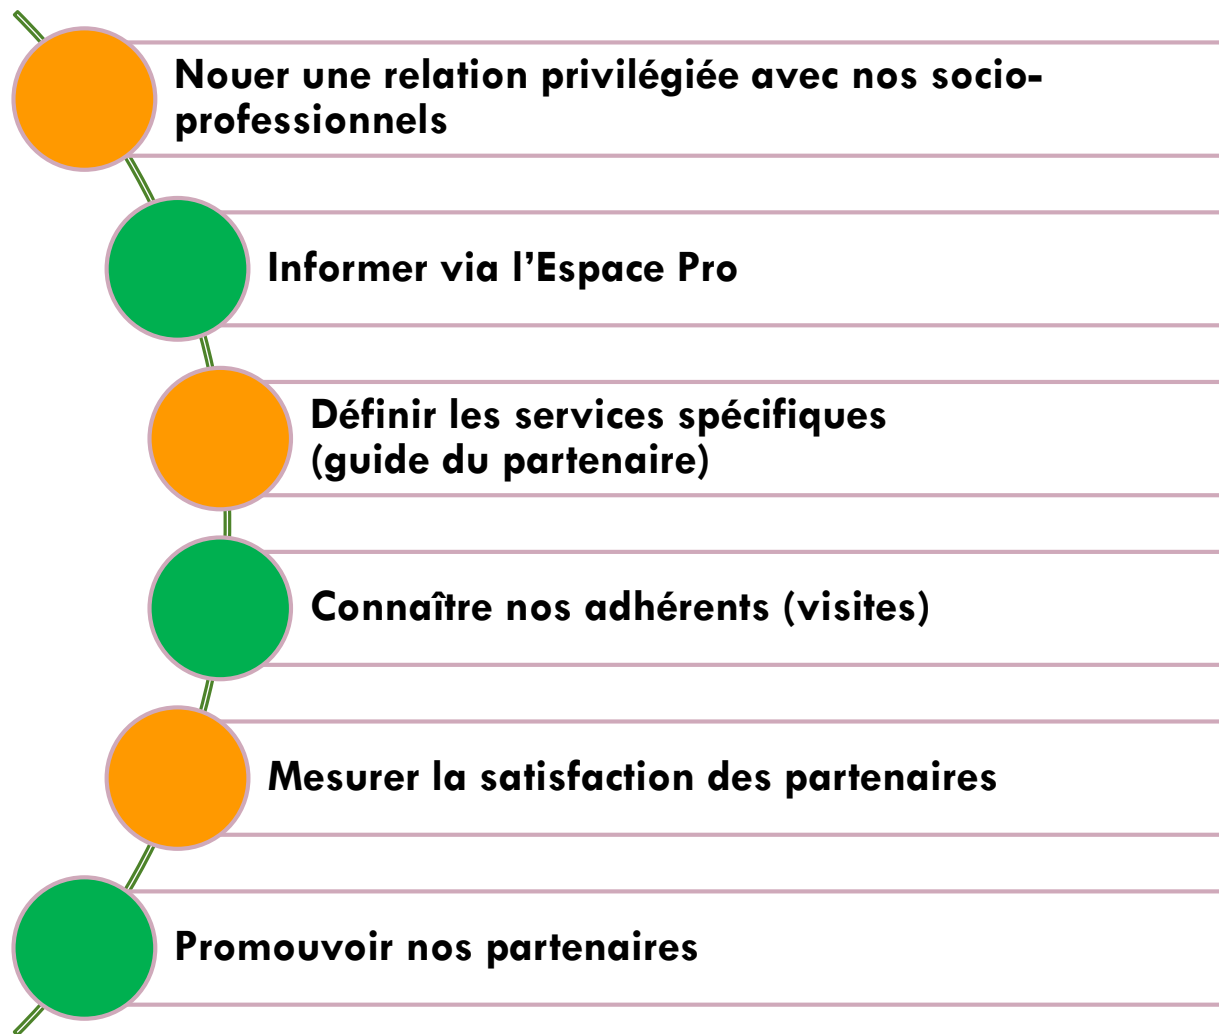 Nouer une relation privilégiée avec nos socio-
professionnels
Informer via l’Espace Pro
Définir les services spécifiques
(guide du partenaire)
Connaître nos adhérents (visites)
Mesurer la satisfaction des partenaires
Promouvoir nos partenaires